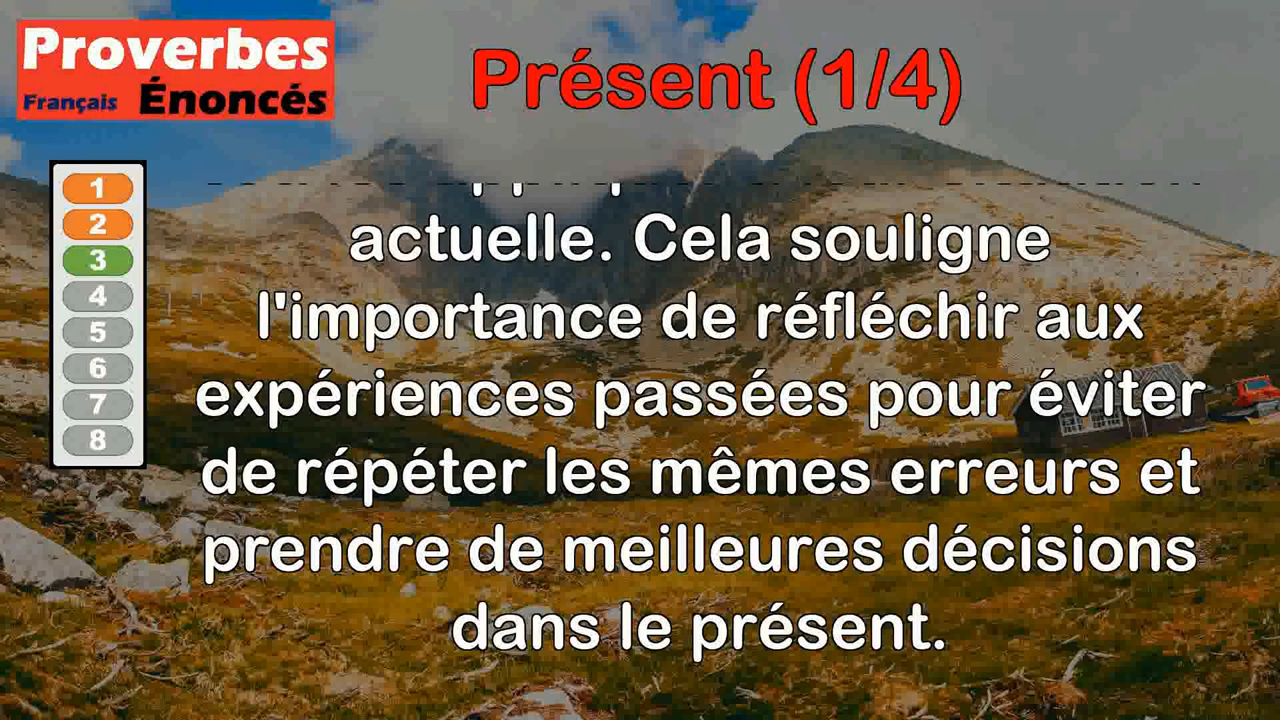 Proverbes
Français Énoncés
Présent (1/4)
1
2
3
4
5
6
7
8
actuelle. Cela souligne
l'importance de réfléchir aux
expériences passées pour éviter
de répéter les mêmes erreurs et
prendre de meilleures décisions
dans le présent.